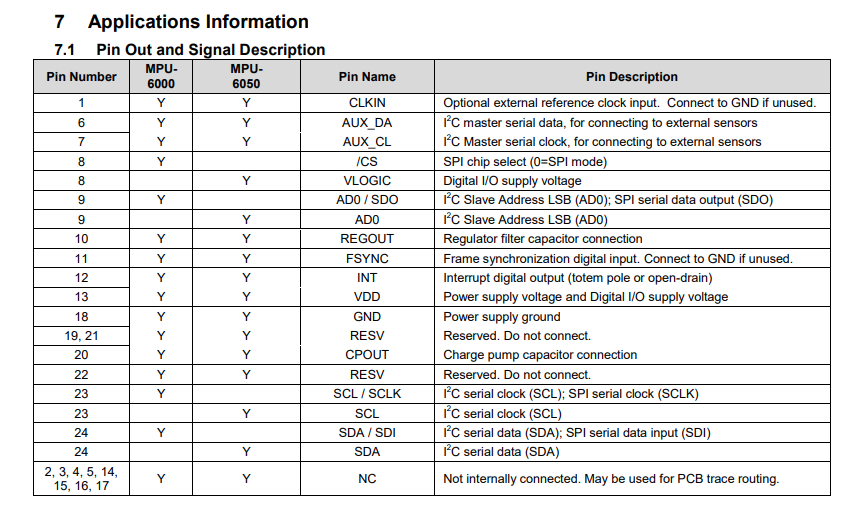 7 Applications Information
7.1 Pin Out and Signal Description
Pin Number MPU-6000 MPU-6050 Pin Name Pin Description
1 Y Y CLKIN Optional external reference clock input. Connect to GND if unused.
6 Y Y AUX_DA I²C master serial data, for connecting to external sensors
7 Y Y AUX_CL I²C Master serial clock, for connecting to external sensors
8 Y /CS SPI chip select (0=SPI mode)
8 Y VLOGIC Digital I/O supply voltage
9 Y AD0 / SDO I²C Slave Address LSB (AD0); SPI serial data output (SDO)
9 Y AD0 I²C Slave Address LSB (AD0)
10 Y Y REGOUT Regulator filter capacitor connection
11 Y Y FSYNC Frame synchronization digital input. Connect to GND if unused.
12 Y Y INT Interrupt digital output (totem pole or open-drain)
13 Y Y VDD Power supply voltage and Digital I/O supply voltage
18 Y Y GND Power supply ground
19, 21 Y Y RESV Reserved. Do not connect.
20 Y Y CPOUT Charge pump capacitor connection
22 Y Y RESV Reserved. Do not connect.
23 Y SCL / SCLK I²C serial clock (SCL); SPI serial clock (SCLK)
23 Y SCL I²C serial clock (SCL)
24 Y SDA / SDI I²C serial data (SDA); SPI serial data input (SDI)
24 Y SDA I²C serial data (SDA)
2, 3, 4, 5, 14, 15, 16, 17 Y Y NC Not internally connected. May be used for PCB trace routing.